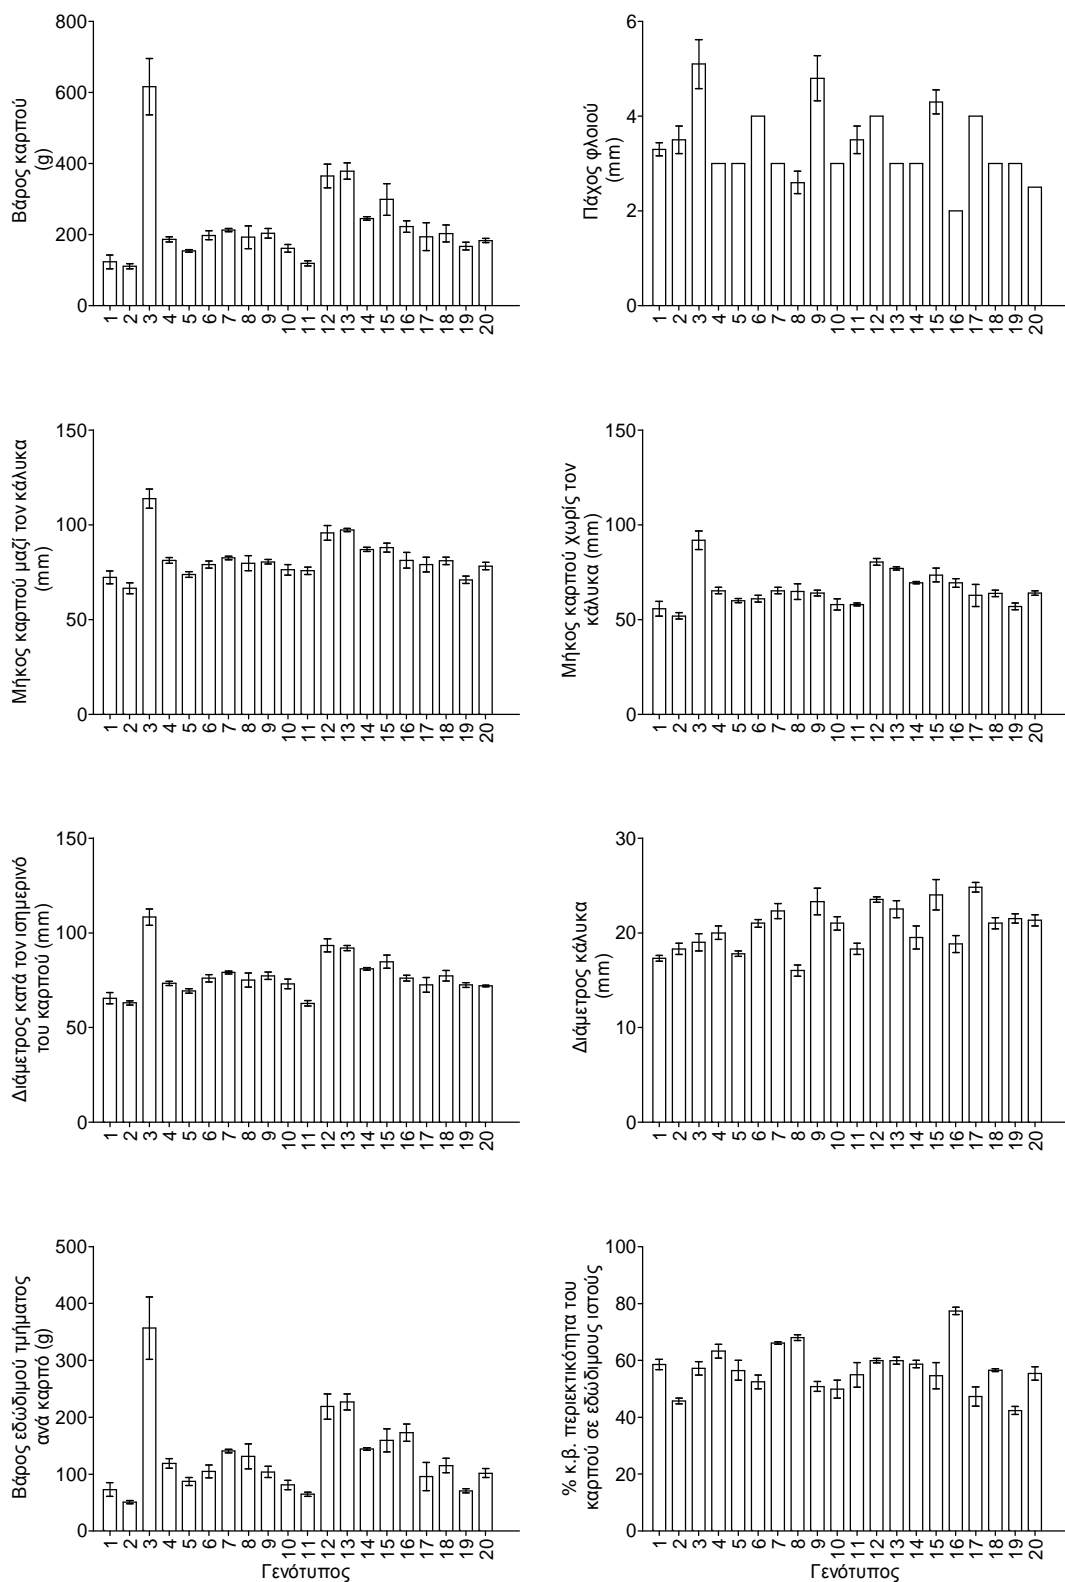 Βάρος καρπού
(g)
800
600
400
200
0
1 2 3 4 5 6 7 8 9 10 11 12 13 14 15 16 17 18 19 20
Πάχος φλοιού
(mm)
6
4
2
0
1 2 3 4 5 6 7 8 9 10 11 12 13 14 15 16 17 18 19 20
Μήκος καρπού μαζί τον κάλυκα
(mm)
150
100
50
0
1 2 3 4 5 6 7 8 9 10 11 12 13 14 15 16 17 18 19 20
Μήκος καρπού χωρίς τον
κάλυκα (mm)
150
100
50
0
1 2 3 4 5 6 7 8 9 10 11 12 13 14 15 16 17 18 19 20
Διάμετρος κατά τον ισημερινό
του καρπού (mm)
150
100
50
0
1 2 3 4 5 6 7 8 9 10 11 12 13 14 15 16 17 18 19 20
Διάμετρος κάλυκα
(mm)
30
20
10
0
1 2 3 4 5 6 7 8 9 10 11 12 13 14 15 16 17 18 19 20
Βάρος εδώδιμού τμήματος
ανά καρπό (g)
500
400
300
200
100
0
1 2 3 4 5 6 7 8 9 10 11 12 13 14 15 16 17 18 19 20
Γενότυπος
% κ.β. περιεκτικότητα του
καρπού σε εδώδιμους ιστούς
100
80
60
40
20
0
1 2 3 4 5 6 7 8 9 10 11 12 13 14 15 16 17 18 19 20
Γενότυπος